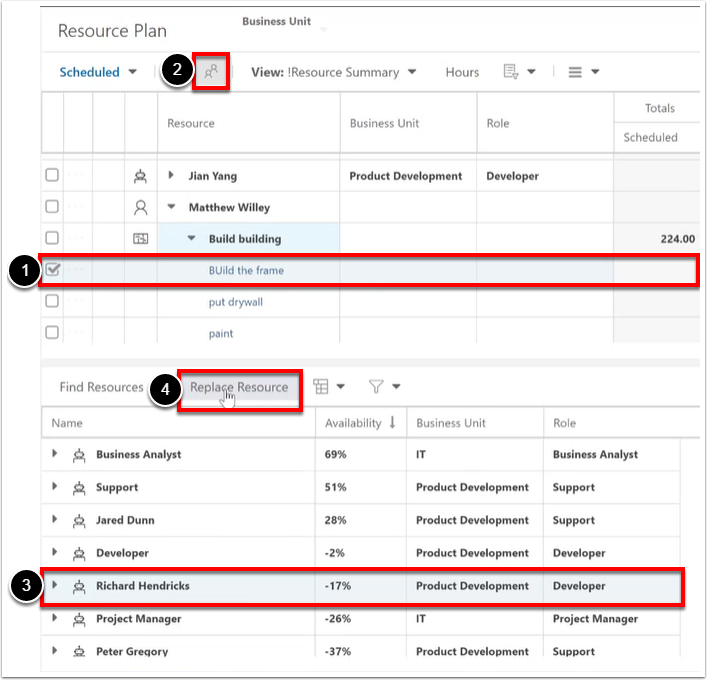 Business Unit
Resource Plan
Scheduled 2 View: !Resource Summary Hours
Totals
Resource Business Unit Role
Scheduled
Jian Yang Product Development Developer
Matthew Willey
Build building 224.00
1 BUild the frame
put drywall
paint
Find Resources 4 Replace Resource
Name Availability Business Unit Role
Business Analyst 69% IT Business Analyst
Support 51% Product Development Support
Jared Dunn 28% Product Development Support
Developer -2% Product Development Developer
3 Richard Hendricks -17% Product Development Developer
Project Manager -26% IT Project Manager
Peter Gregory -37% Product Development Support